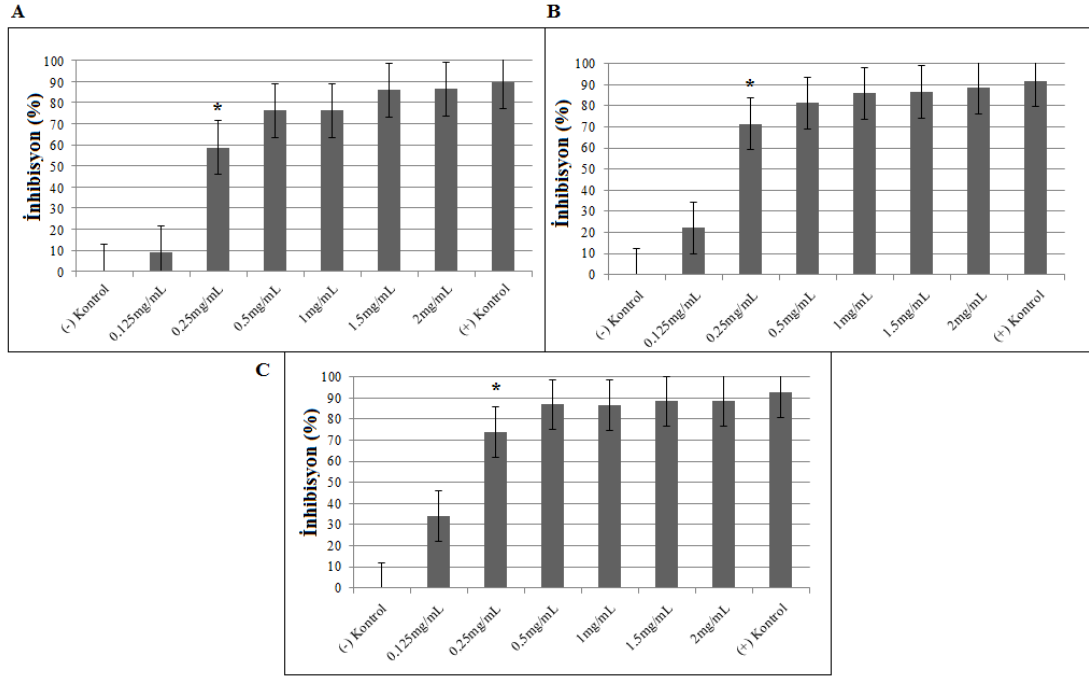 A
İnhibisyon (%)
100
90
80
70
60
50
40
30
20
10
0
*
(-) Kontrol
0.125mg/mL
0.25mg/mL
0.5mg/mL
1mg/mL
1.5mg/mL
2mg/mL
(+) Kontrol
B
İnhibisyon (%)
100
90
80
70
60
50
40
30
20
10
0
*
(-) Kontrol
0.125mg/mL
0.25mg/mL
0.5mg/mL
1mg/mL
1.5mg/mL
2mg/mL
(+) Kontrol
C
İnhibisyon (%)
100
90
80
70
60
50
40
30
20
10
0
*
(-) Kontrol
0.125mg/mL
0.25mg/mL
0.5mg/mL
1mg/mL
1.5mg/mL
2mg/mL
(+) Kontrol